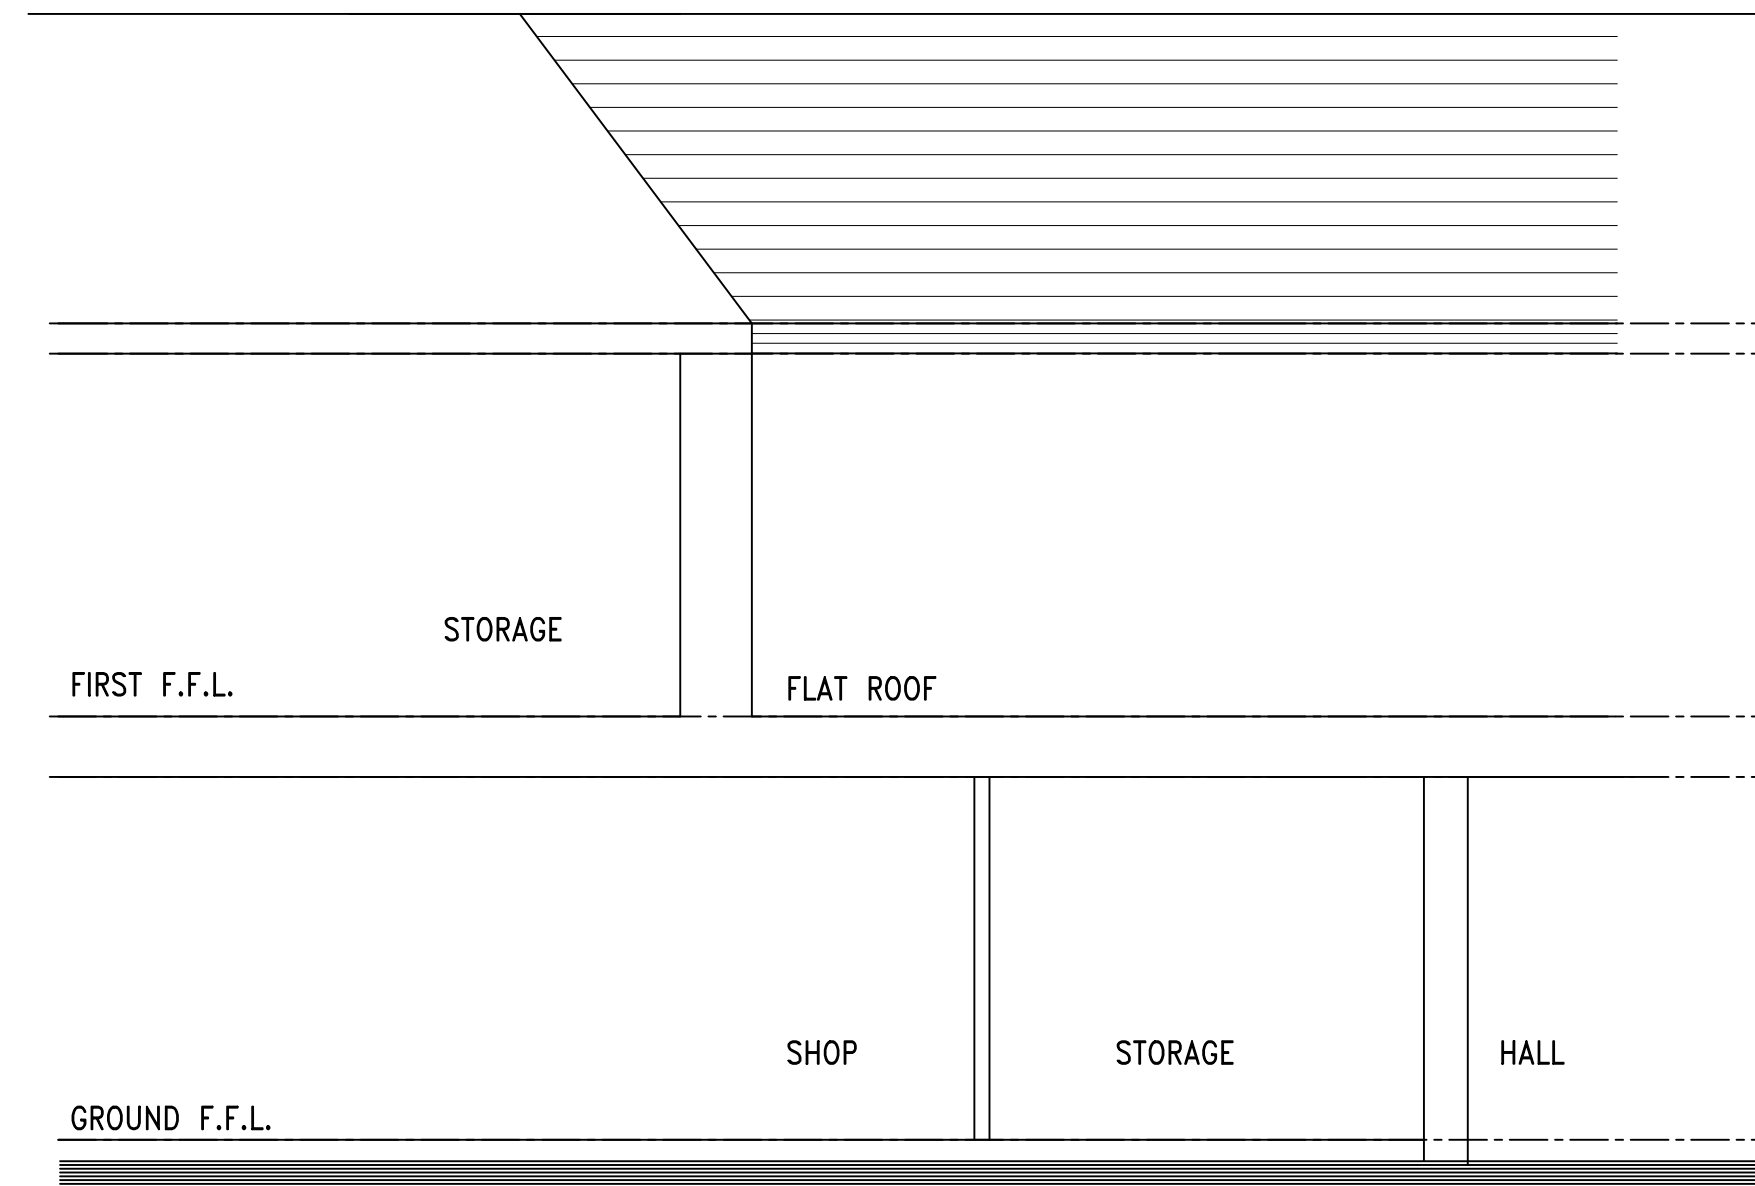 STORAGE
FIRST F.F.L.
FLAT ROOF
SHOP
STORAGE
HALL
GROUND F.F.L.